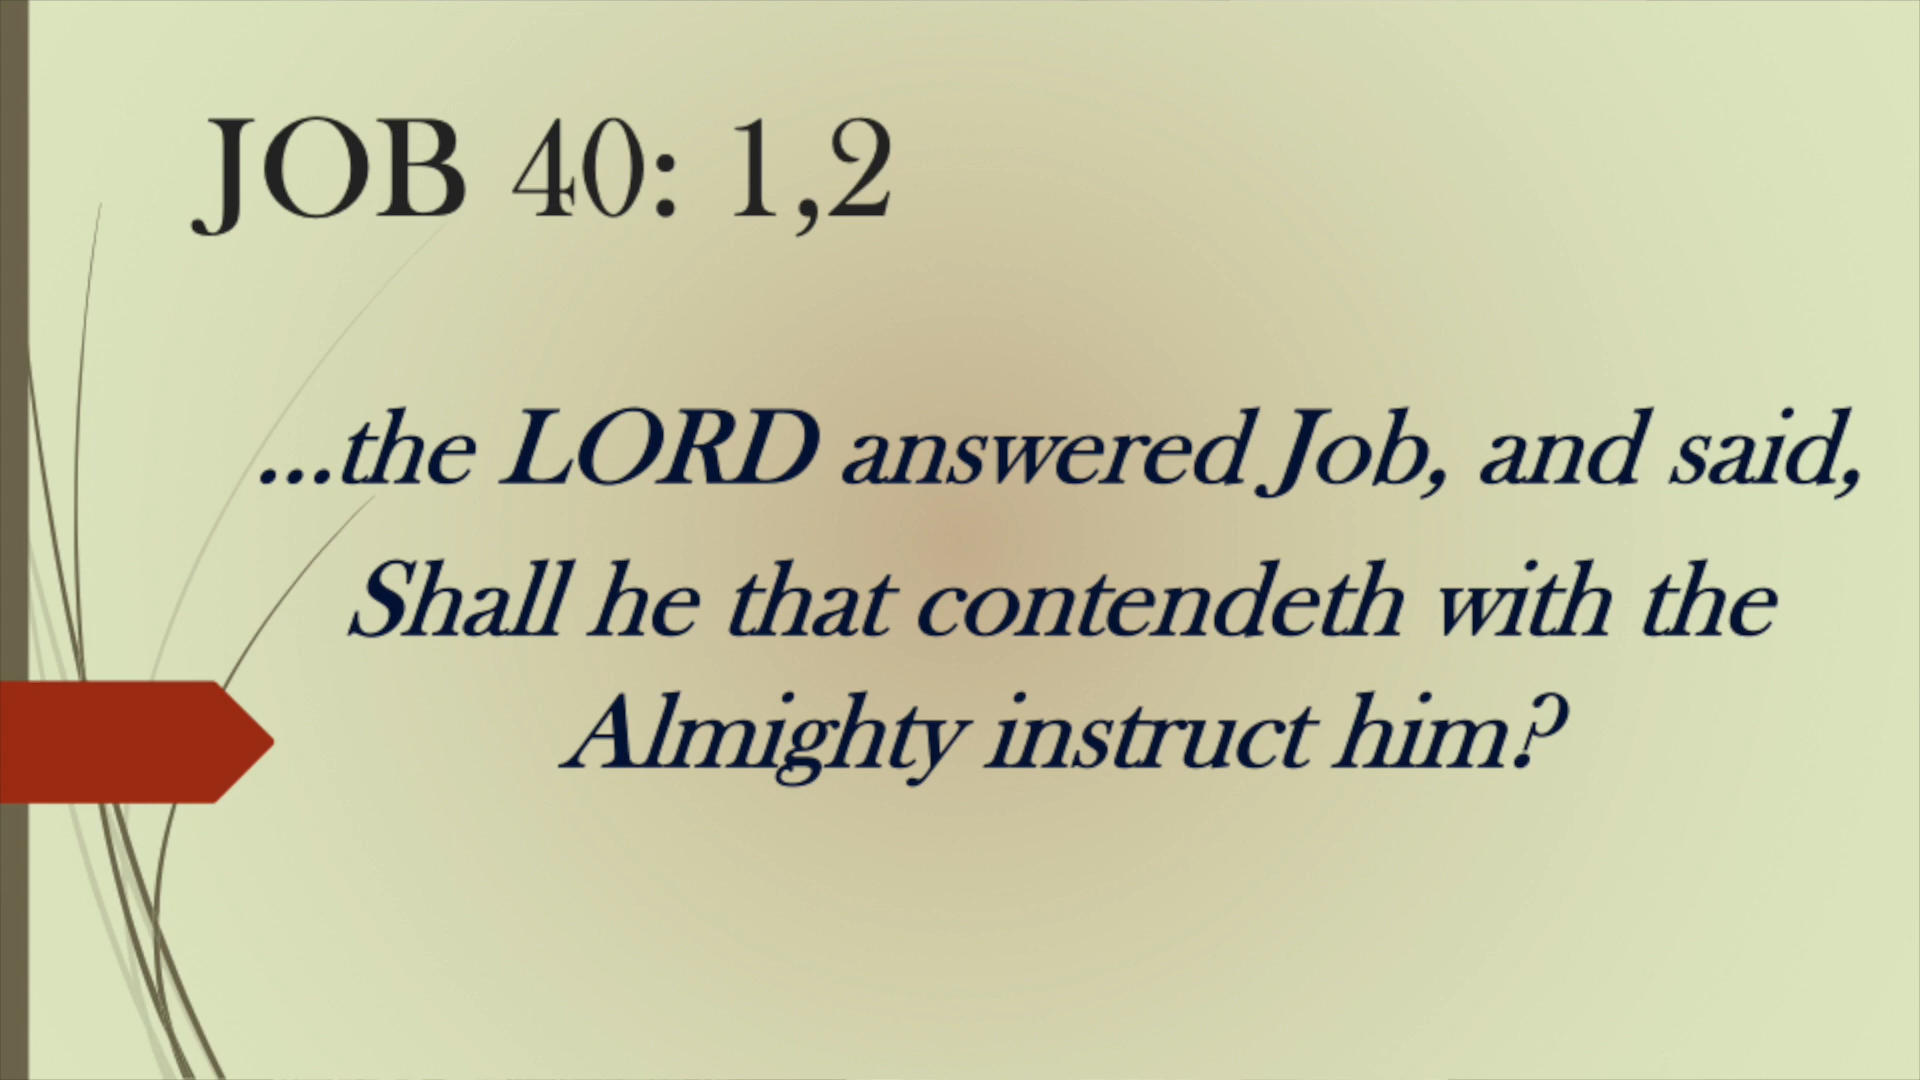 JOB 40: 1,2
...the LORD answered Job, and said,
Shall he that contendeth with the
Almighty instruct him?